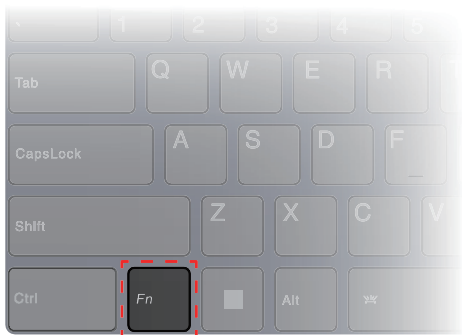 ` 1 2 3 4 5
Tab Q W E R
CapsLock A S D F
Shift Z X C V
Ctrl Fn Alt